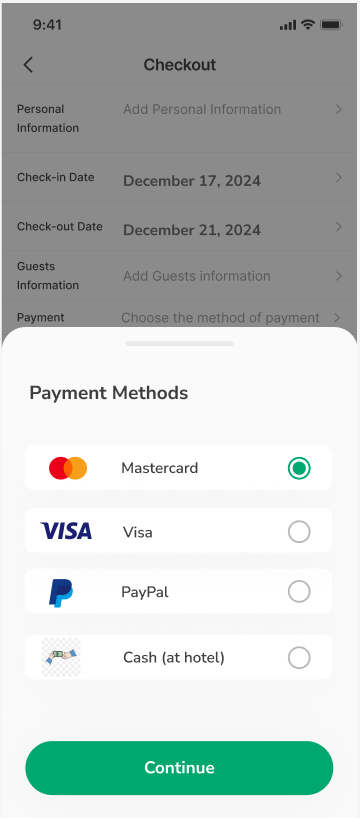 9:41
Checkout
Personal Add Personal Information
Information
Check-in Date December 17, 2024
Check-out Date December 21, 2024
Guests
Information Add Guests information
Payment Choose the method of payment
Payment Methods
Mastercard
VISA Visa
PayPal
Cash (at hotel)
Continue